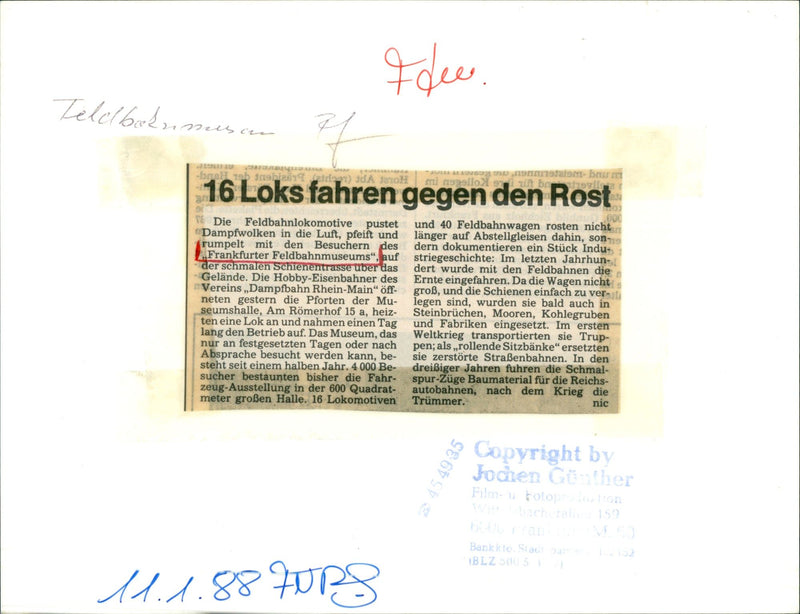 Feldbahnmuseum Ff
16 Loks fahren gegen den Rost
Die Feldbahnlokomotive pustet
Dampfwolken in die Luft, pfeift und
rumpelt mit den Besuchern des
„Frankfurter Feldbahnmuseums“ auf
der schmalen Schienentrasse über das
Gelände. Die Hobby-Eisenbahner des
Vereins „Dampfbahn Rhein-Main“ öff-
neten gestern die Pforten der Mu-
seumshalle, Am Römerhof 15 a, heiz-
ten eine Lok an und nahmen einen Tag
lang den Betrieb auf. Das Museum, das
nur an festgesetzten Tagen oder nach
Absprache besucht werden kann, be-
steht seit einem halben Jahr. 4 000 Be-
sucher bestaunten bisher die Fahr-
zeug-Ausstellung in der 600 Quadrat-
meter großen Halle. 16 Lokomotiven
und 40 Feldbahnwagen rosten nicht
länger auf Abstellgleisen dahin, son-
dern dokumentieren ein Stück Indu-
striegeschichte: Im letzten Jahrhun-
dert wurde mit den Feldbahnen die
Ernte eingefahren. Da die Wagen nicht
groß, und die Schienen einfach zu ver-
legen sind, wurden sie bald auch in
Steinbrüchen, Mooren, Kohlegruben
und Fabriken eingesetzt. Im ersten
Weltkrieg transportierten sie Trup-
pen; als „rollende Sitzbänke“ ersetzten
sie zerstörte Straßenbahnen. In den
dreißiger Jahren fuhren die Schmal-
spur-Züge Baumaterial für die Reichs-
autobahnen, nach dem Krieg die
Trümmer. nic
454935
Copyright by
Jochen Günther
Film- u. Fotoproduktion
159
Bankkto.
(BLZ
11.1.88